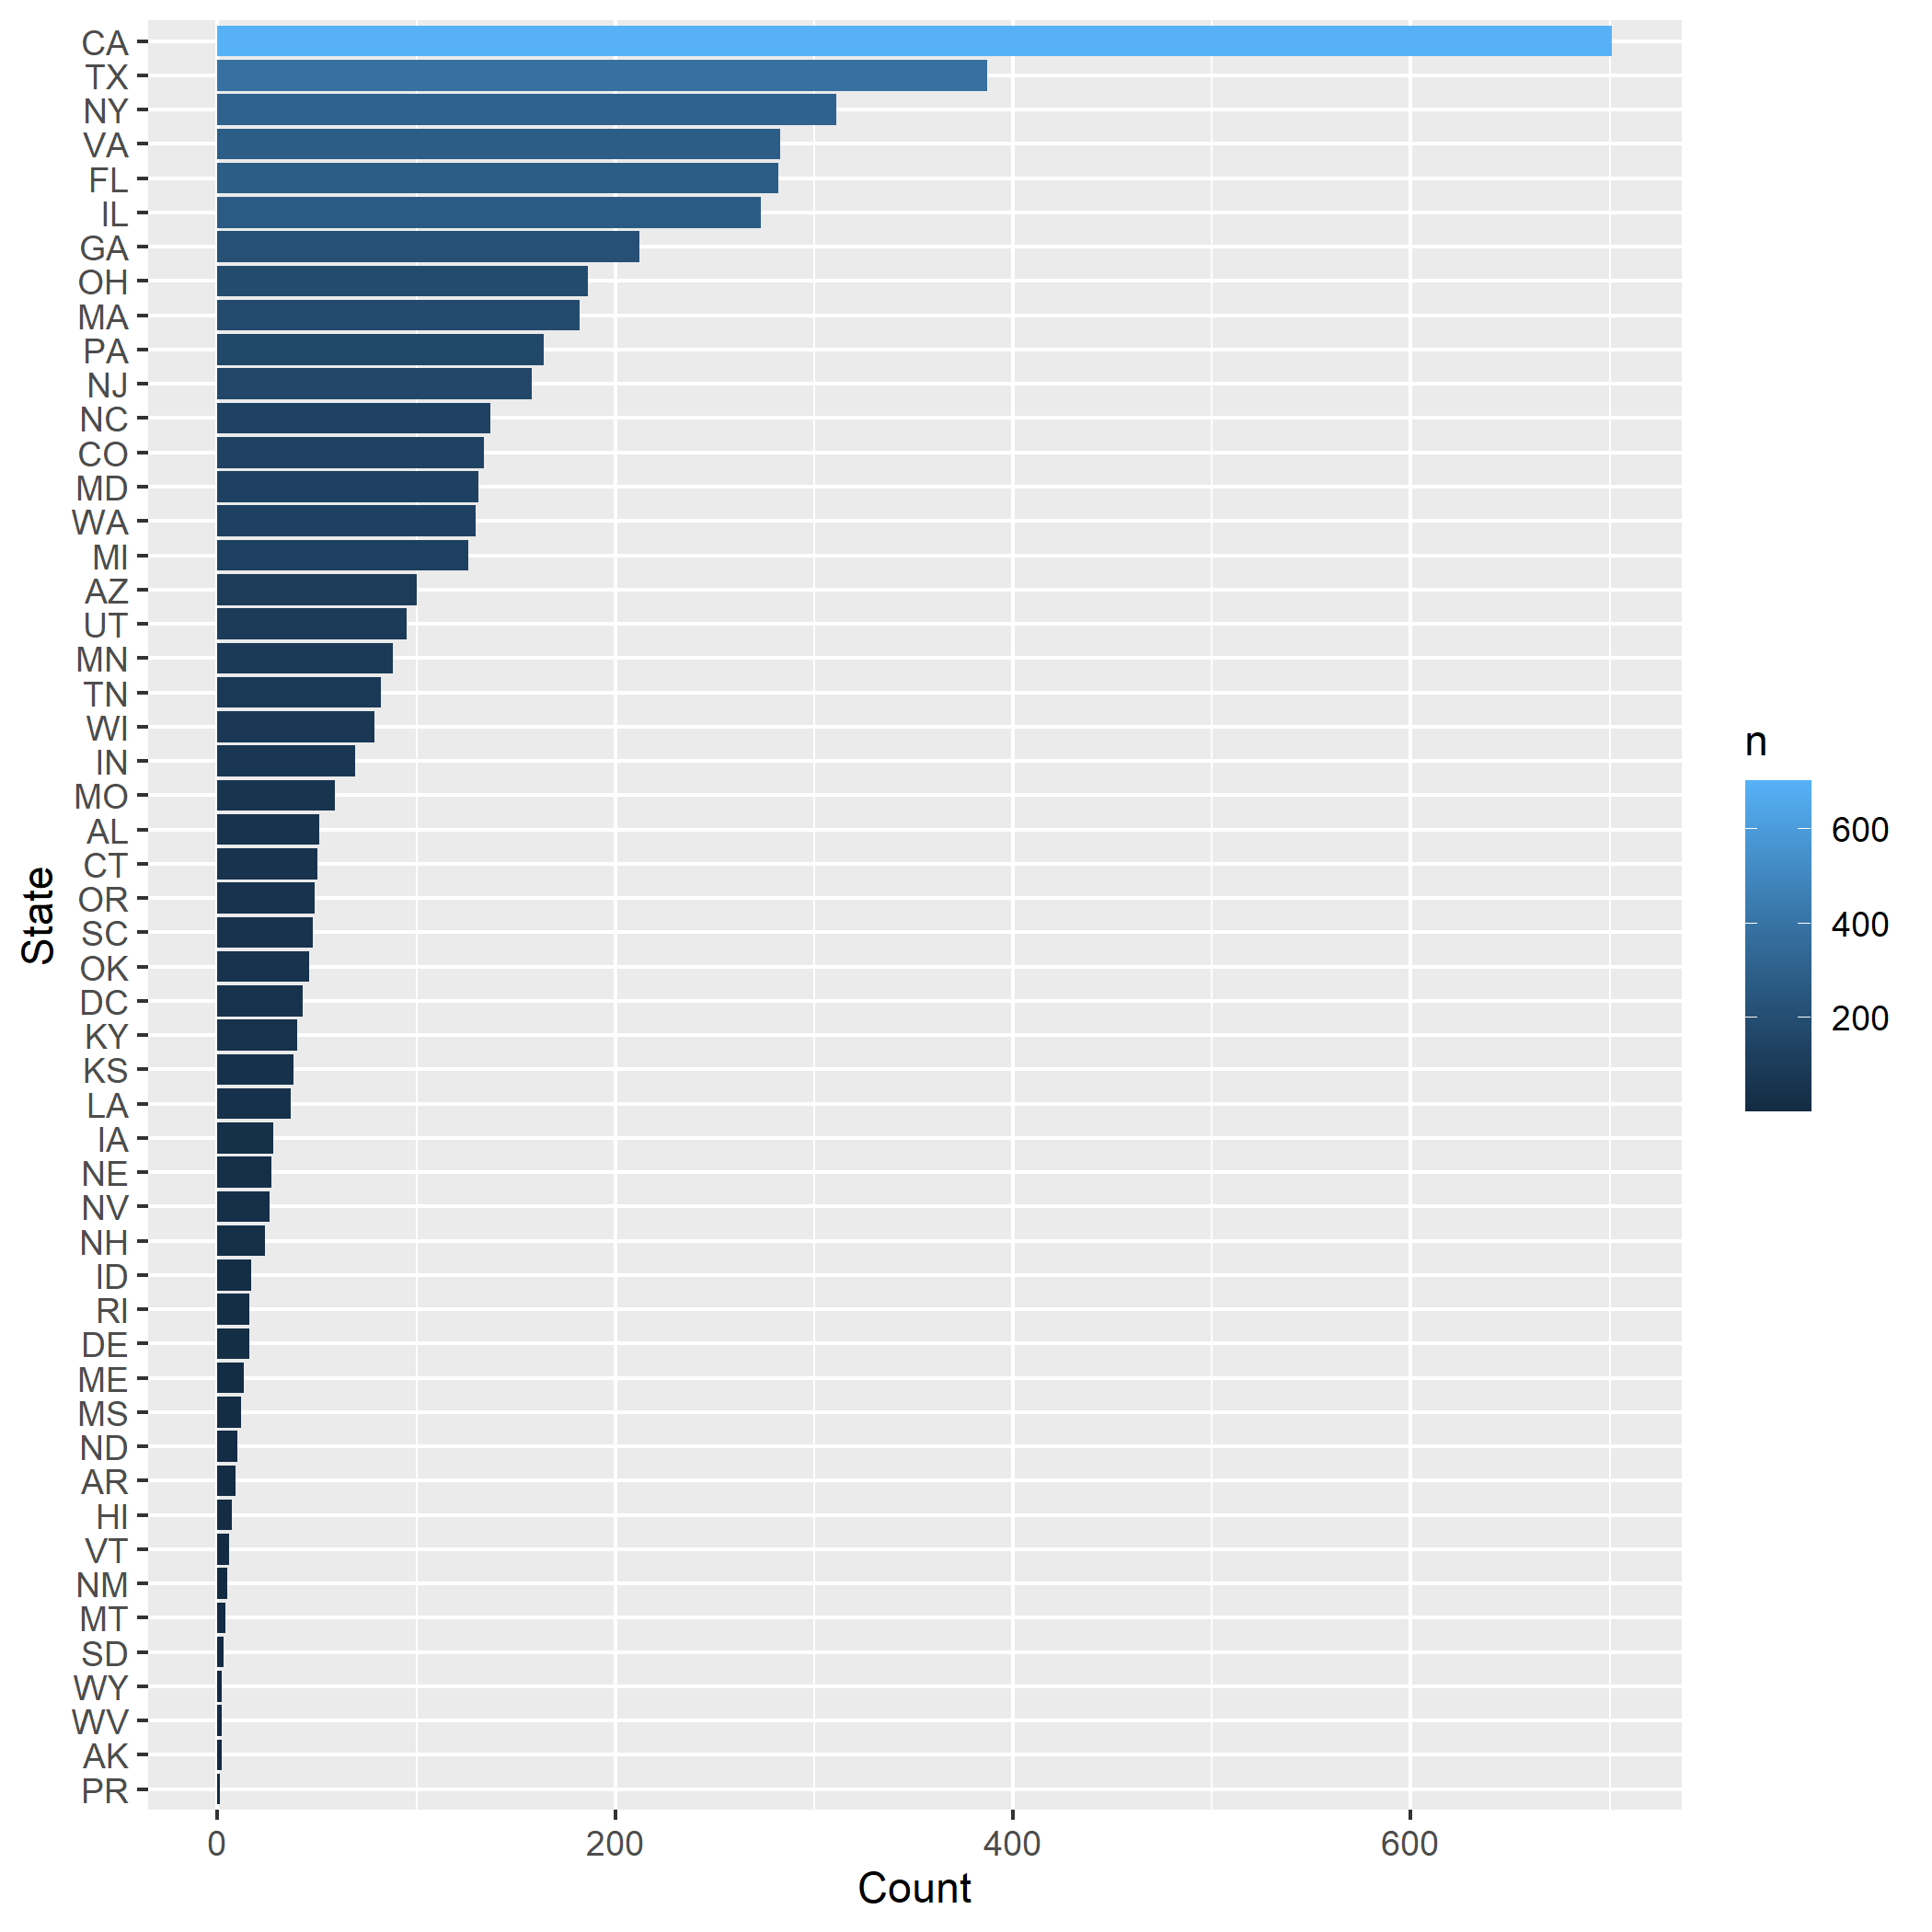 State
CA
TX
NY
VA
FL
IL
GA
OH
MA
PA
NJ
NC
CO
MD
WA
MI
AZ
UT
MN
TN
WI
IN
MO
AL
CT
OR
SC
OK
DC
KY
KS
LA
IA
NE
NV
NH
ID
RI
DE
ME
MS
ND
AR
HI
VT
NM
MT
SD
WY
WV
AK
PR
0 200 400 600
Count
n
600
400
200